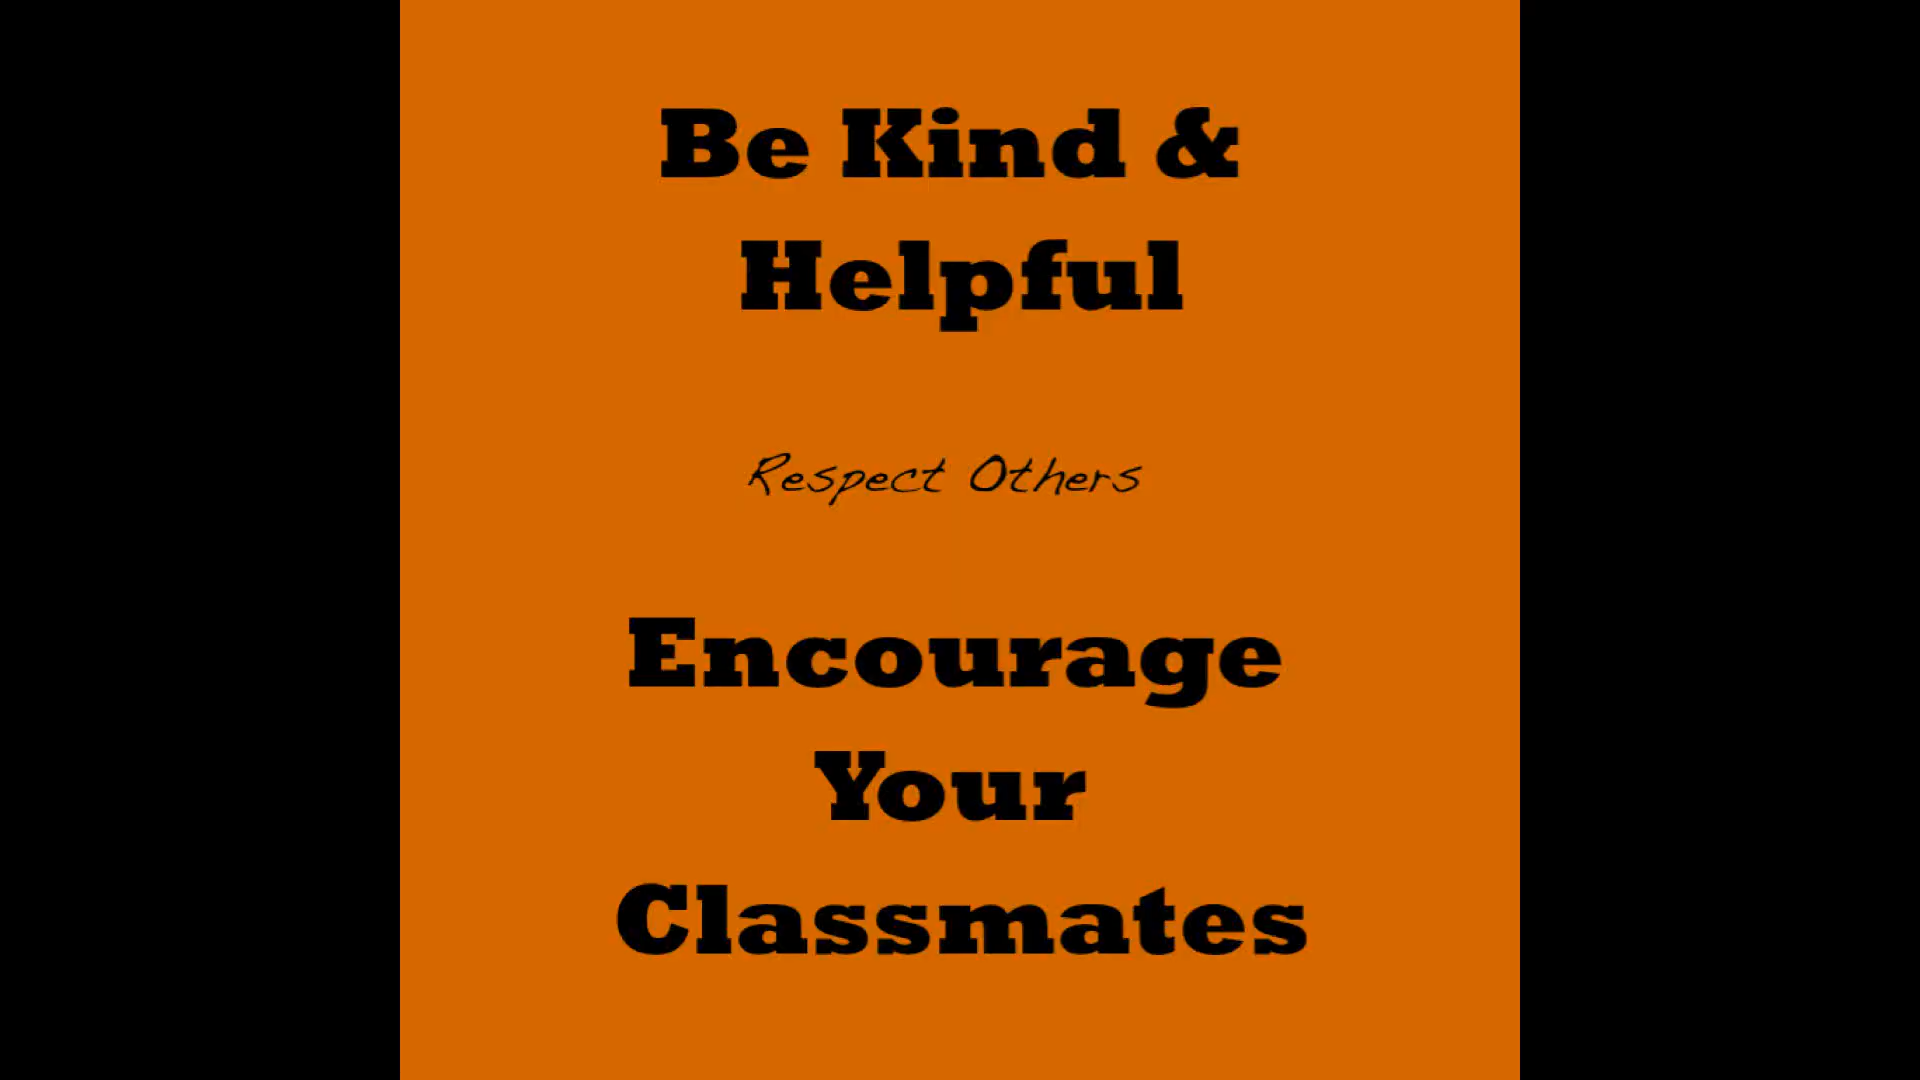 Be Kind &
Helpful
Respect Others
Encourage
Your
Classmates